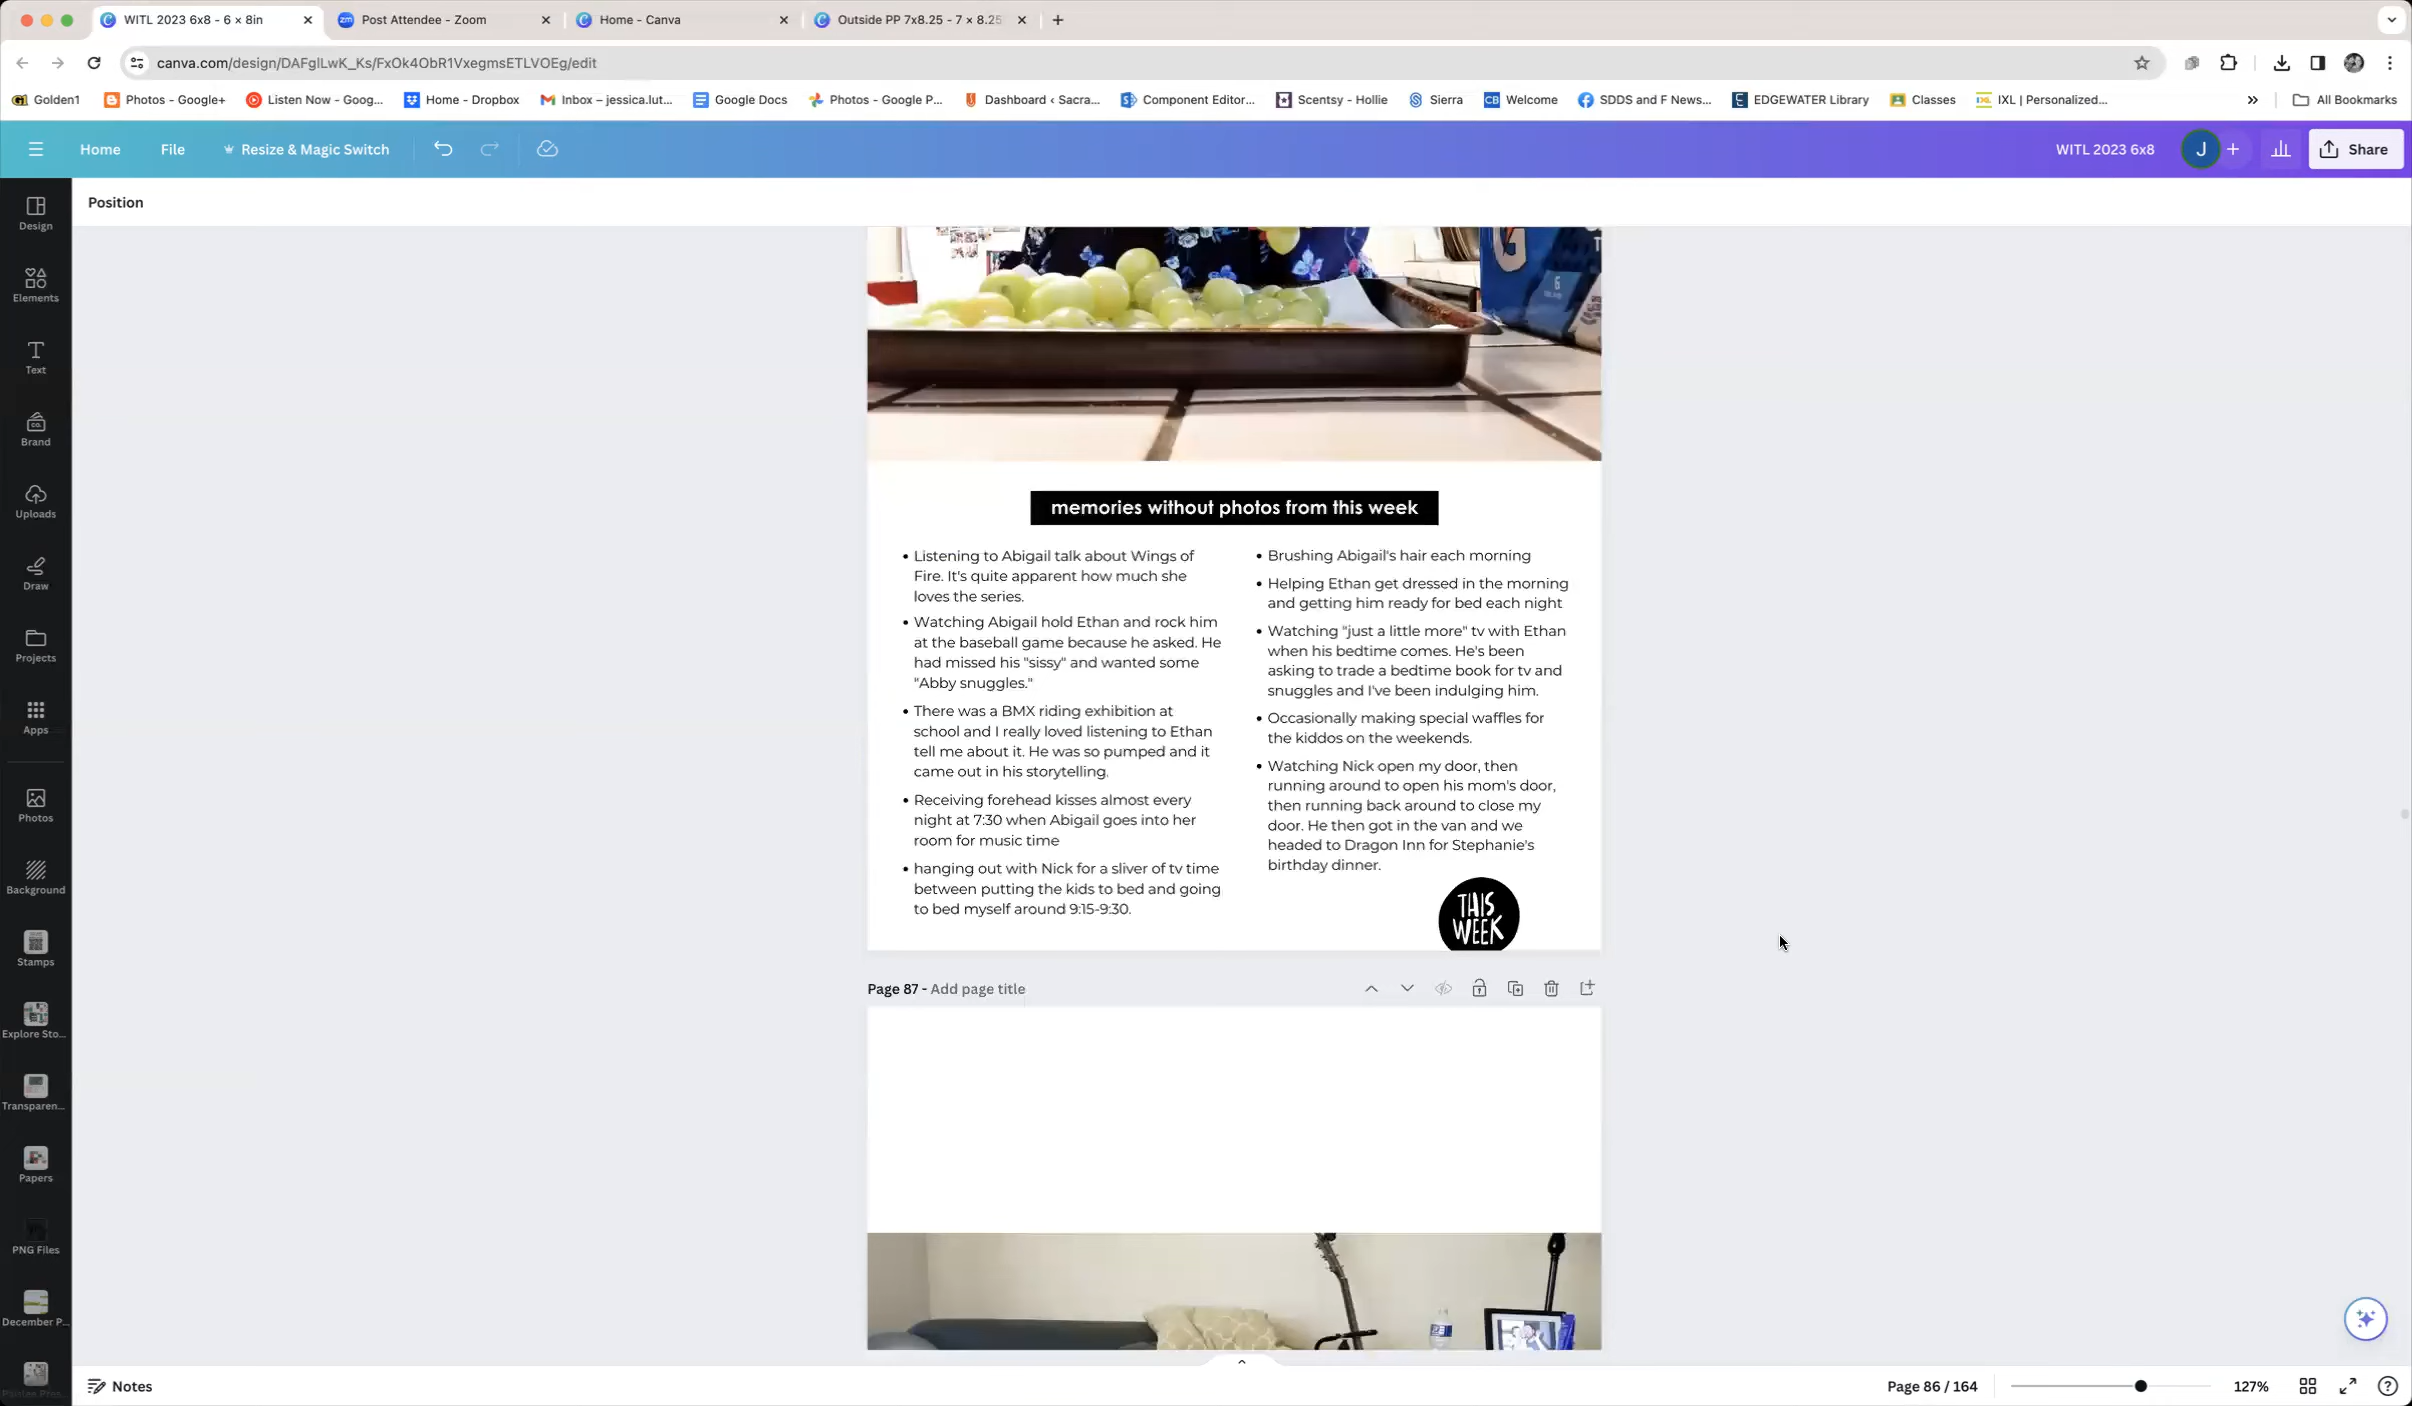 WITL 2023 6x8 - 6 × 8in
Post Attendee - Zoom
Home - Canva
Outside PP 7x8.25 - 7 × 8.25
canva.com/design/DAFglLwK_Ks/FxOk4ObR1VxegmsETLVOEg/edit
Golden1
Photos - Google+
Listen Now - Goog...
Home - Dropbox
Inbox – jessica.lut...
Google Docs
Photos - Google P...
Dashboard ‹ Sacra...
Component Editor...
Scentsy - Hollie
Sierra
Welcome
SDDS and F News...
EDGEWATER Library
Classes
IXL | Personalized...
All Bookmarks
Home
File
Resize & Magic Switch
WITL 2023 6x8
J
Share
Position
Design
Elements
Text
Brand
Uploads
Draw
Projects
Apps
Photos
Background
Stamps
Explore Sto...
Transparen...
Papers
PNG Files
December P...
memories without photos from this week
• Listening to Abigail talk about Wings of
Fire. It's quite apparent how much she
loves the series.
• Watching Abigail hold Ethan and rock him
at the baseball game because he asked. He
had missed his "sissy" and wanted some
"Abby snuggles."
• There was a BMX riding exhibition at
school and I really loved listening to Ethan
tell me about it. He was so pumped and it
came out in his storytelling.
• Receiving forehead kisses almost every
night at 7:30 when Abigail goes into her
room for music time
• hanging out with Nick for a sliver of tv time
between putting the kids to bed and going
to bed myself around 9:15-9:30.
• Brushing Abigail's hair each morning
• Helping Ethan get dressed in the morning
and getting him ready for bed each night
• Watching "just a little more" tv with Ethan
when his bedtime comes. He's been
asking to trade a bedtime book for tv and
snuggles and I've been indulging him.
• Occasionally making special waffles for
the kiddos on the weekends.
• Watching Nick open my door, then
running around to open his mom's door,
then running back around to close my
door. He then got in the van and we
headed to Dragon Inn for Stephanie's
birthday dinner.
THIS
WEEK
Page 87 - Add page title
Notes
Page 86 / 164
127%